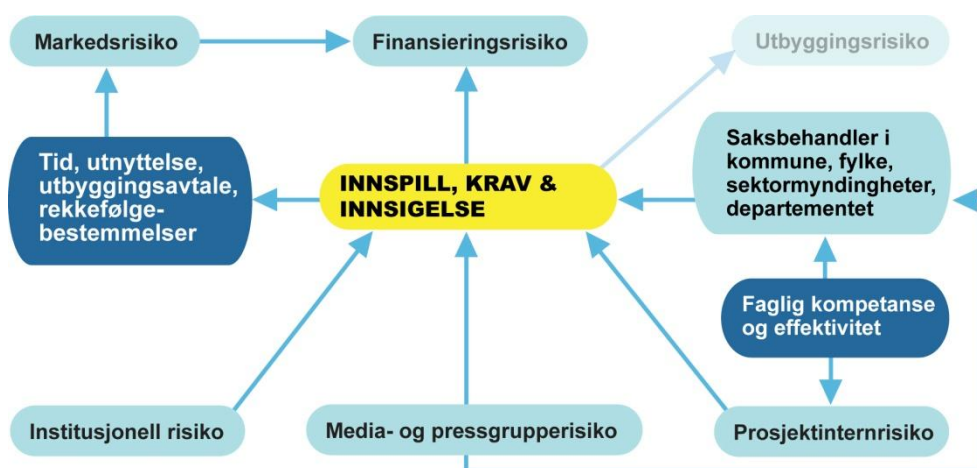 Markedsrisiko
Finansieringsrisiko
Utbyggingsrisiko
Tid, utnyttelse,
utbyggingsavtale,
rekkefølge-
bestemmelser
INNSPILL, KRAV &
INNSIGELSE
Saksbehandler i
kommune, fylke,
sektormyndingheter,
departementet
Faglig kompetanse
og effektivitet
Institusjonell risiko
Media- og pressgrupperisiko
Prosjektinternrisiko